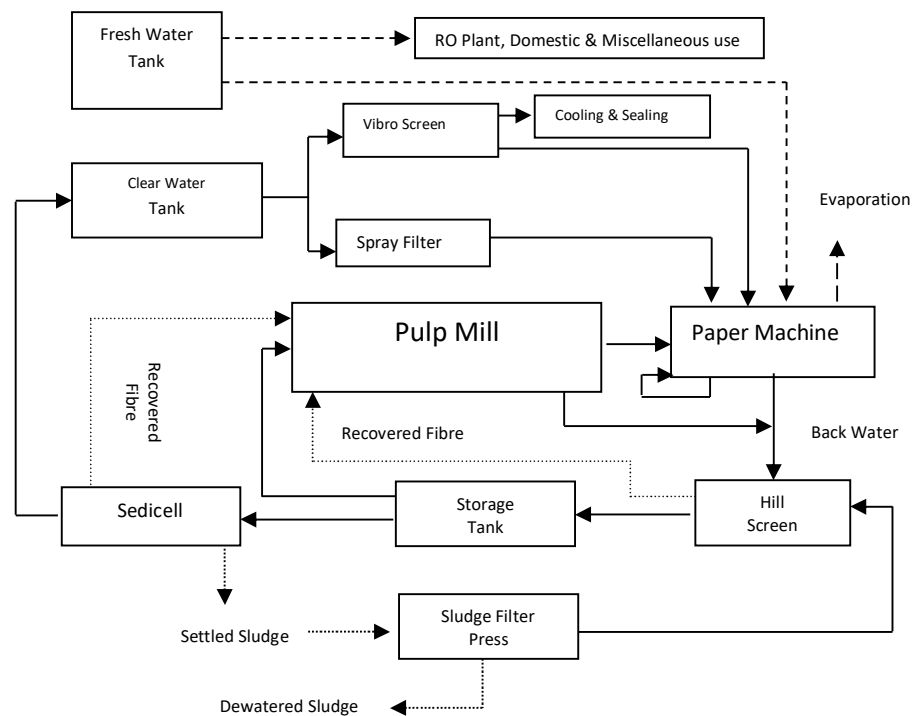 Fresh Water
Tank
RO Plant, Domestic & Miscellaneous use
Vibro Screen
Cooling & Sealing
Clear Water
Tank
Evaporation
Spray Filter
Pulp Mill
Paper Machine
Recovered
Fibre
Recovered Fibre
Back Water
Sedicell
Storage
Tank
Hill
Screen
Settled Sludge
Sludge Filter
Press
Dewatered Sludge